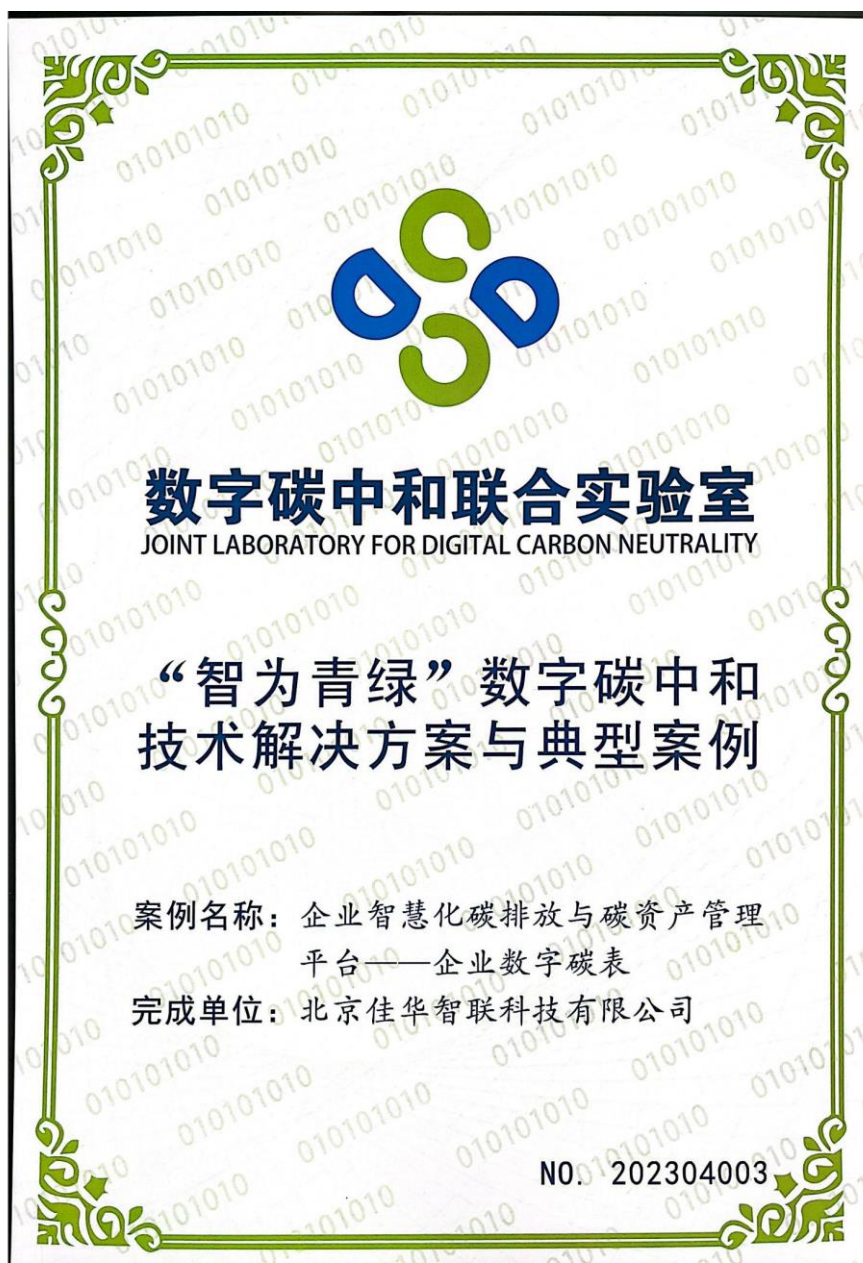 数字碳中和联合实验室
JOINT LABORATORY FOR DIGITAL CARBON NEUTRALITY
“智为青绿”数字碳中和
技术解决方案与典型案例
案例名称：企业智慧化碳排放与碳资产管理
平台——企业数字碳表
完成单位：北京佳华智联科技有限公司
NO. 202304003